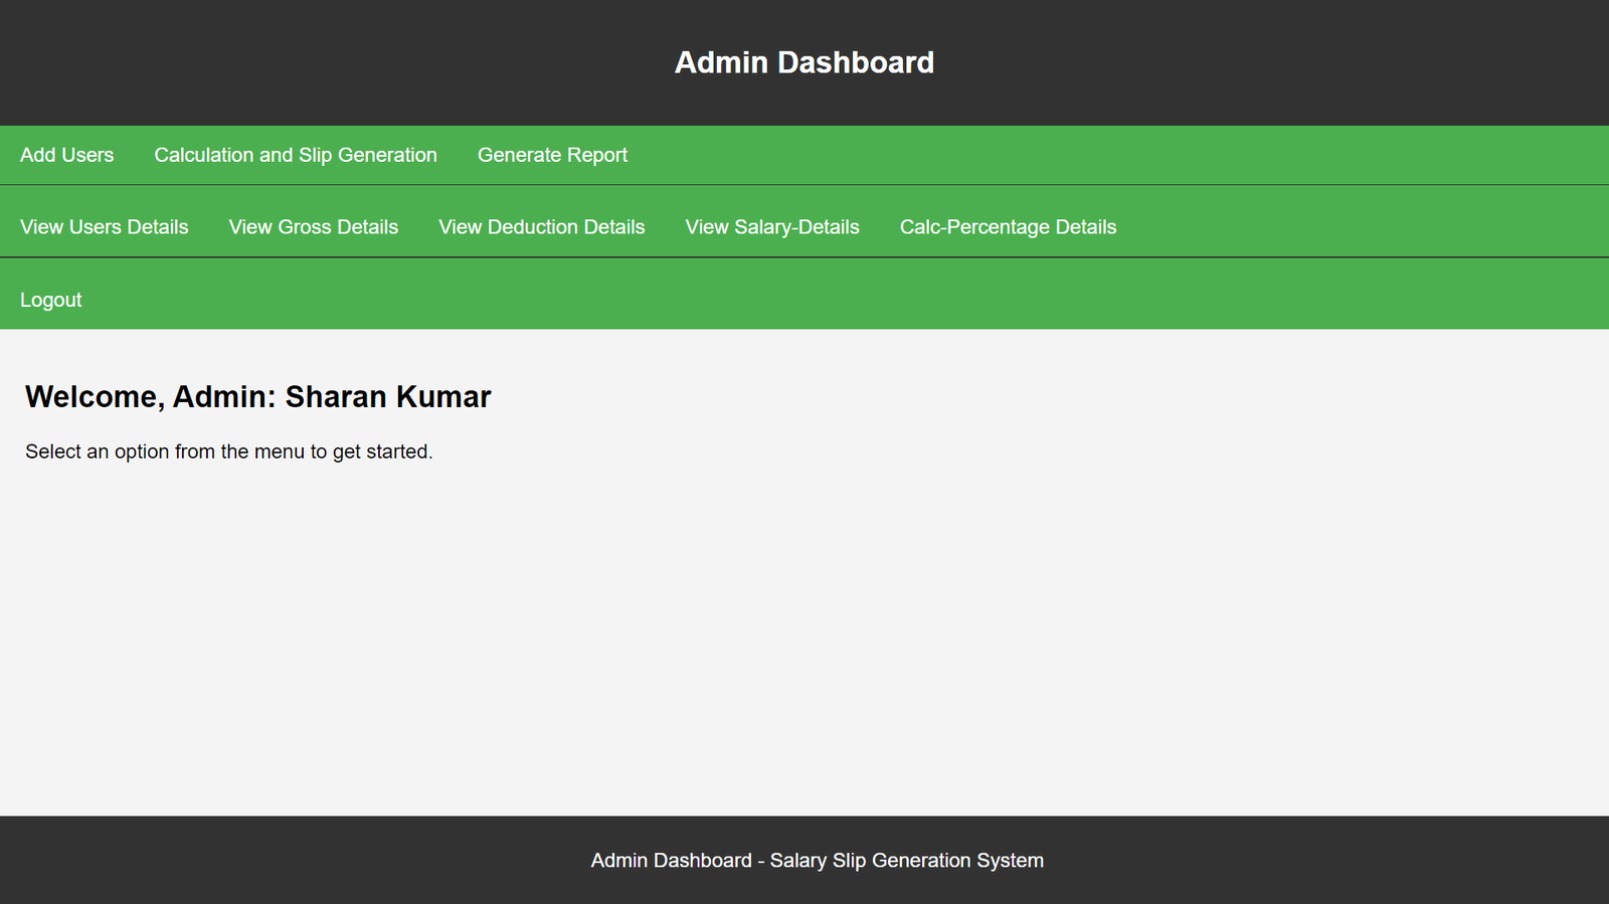 Admin Dashboard
Add Users Calculation and Slip Generation Generate Report
View Users Details View Gross Details View Deduction Details View Salary-Details Calc-Percentage Details
Logout
Welcome, Admin: Sharan Kumar
Select an option from the menu to get started.
Admin Dashboard - Salary Slip Generation System